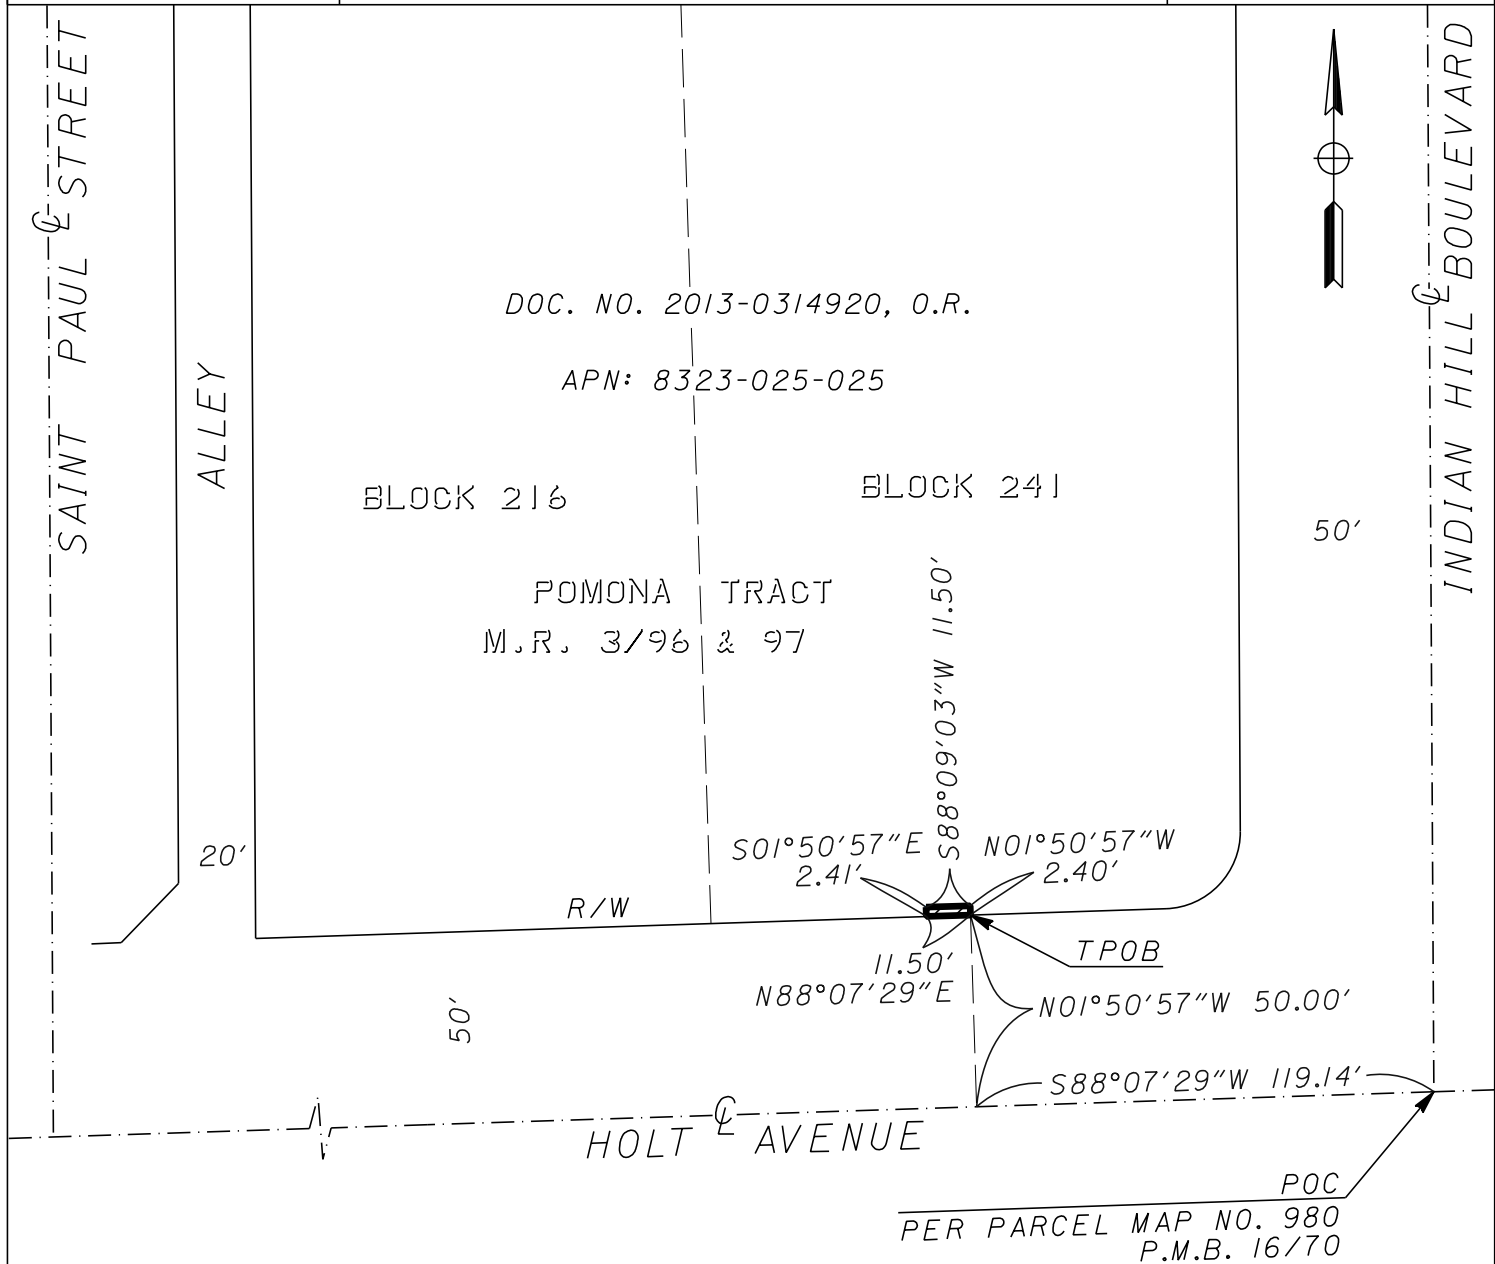 SAINT PAUL STREET
℄
ALLEY
20'
DOC. NO. 2013-0314920, O.R.
APN: 8323-025-025
BLOCK 216
BLOCK 241
POMONA TRACT
M.R. 3/96 & 97
INDIAN HILL BOULEVARD
℄
50'
S88°09'03"W 11.50'
S01°50'57"E
2.41'
N01°50'57"W
2.40'
R/W
TPOB
11.50'
N88°07'29"E
50'
N01°50'57"W 50.00'
S88°07'29"W 119.14'
HOLT ℄ AVENUE
POC
PER PARCEL MAP NO. 980
P.M.B. 16/70